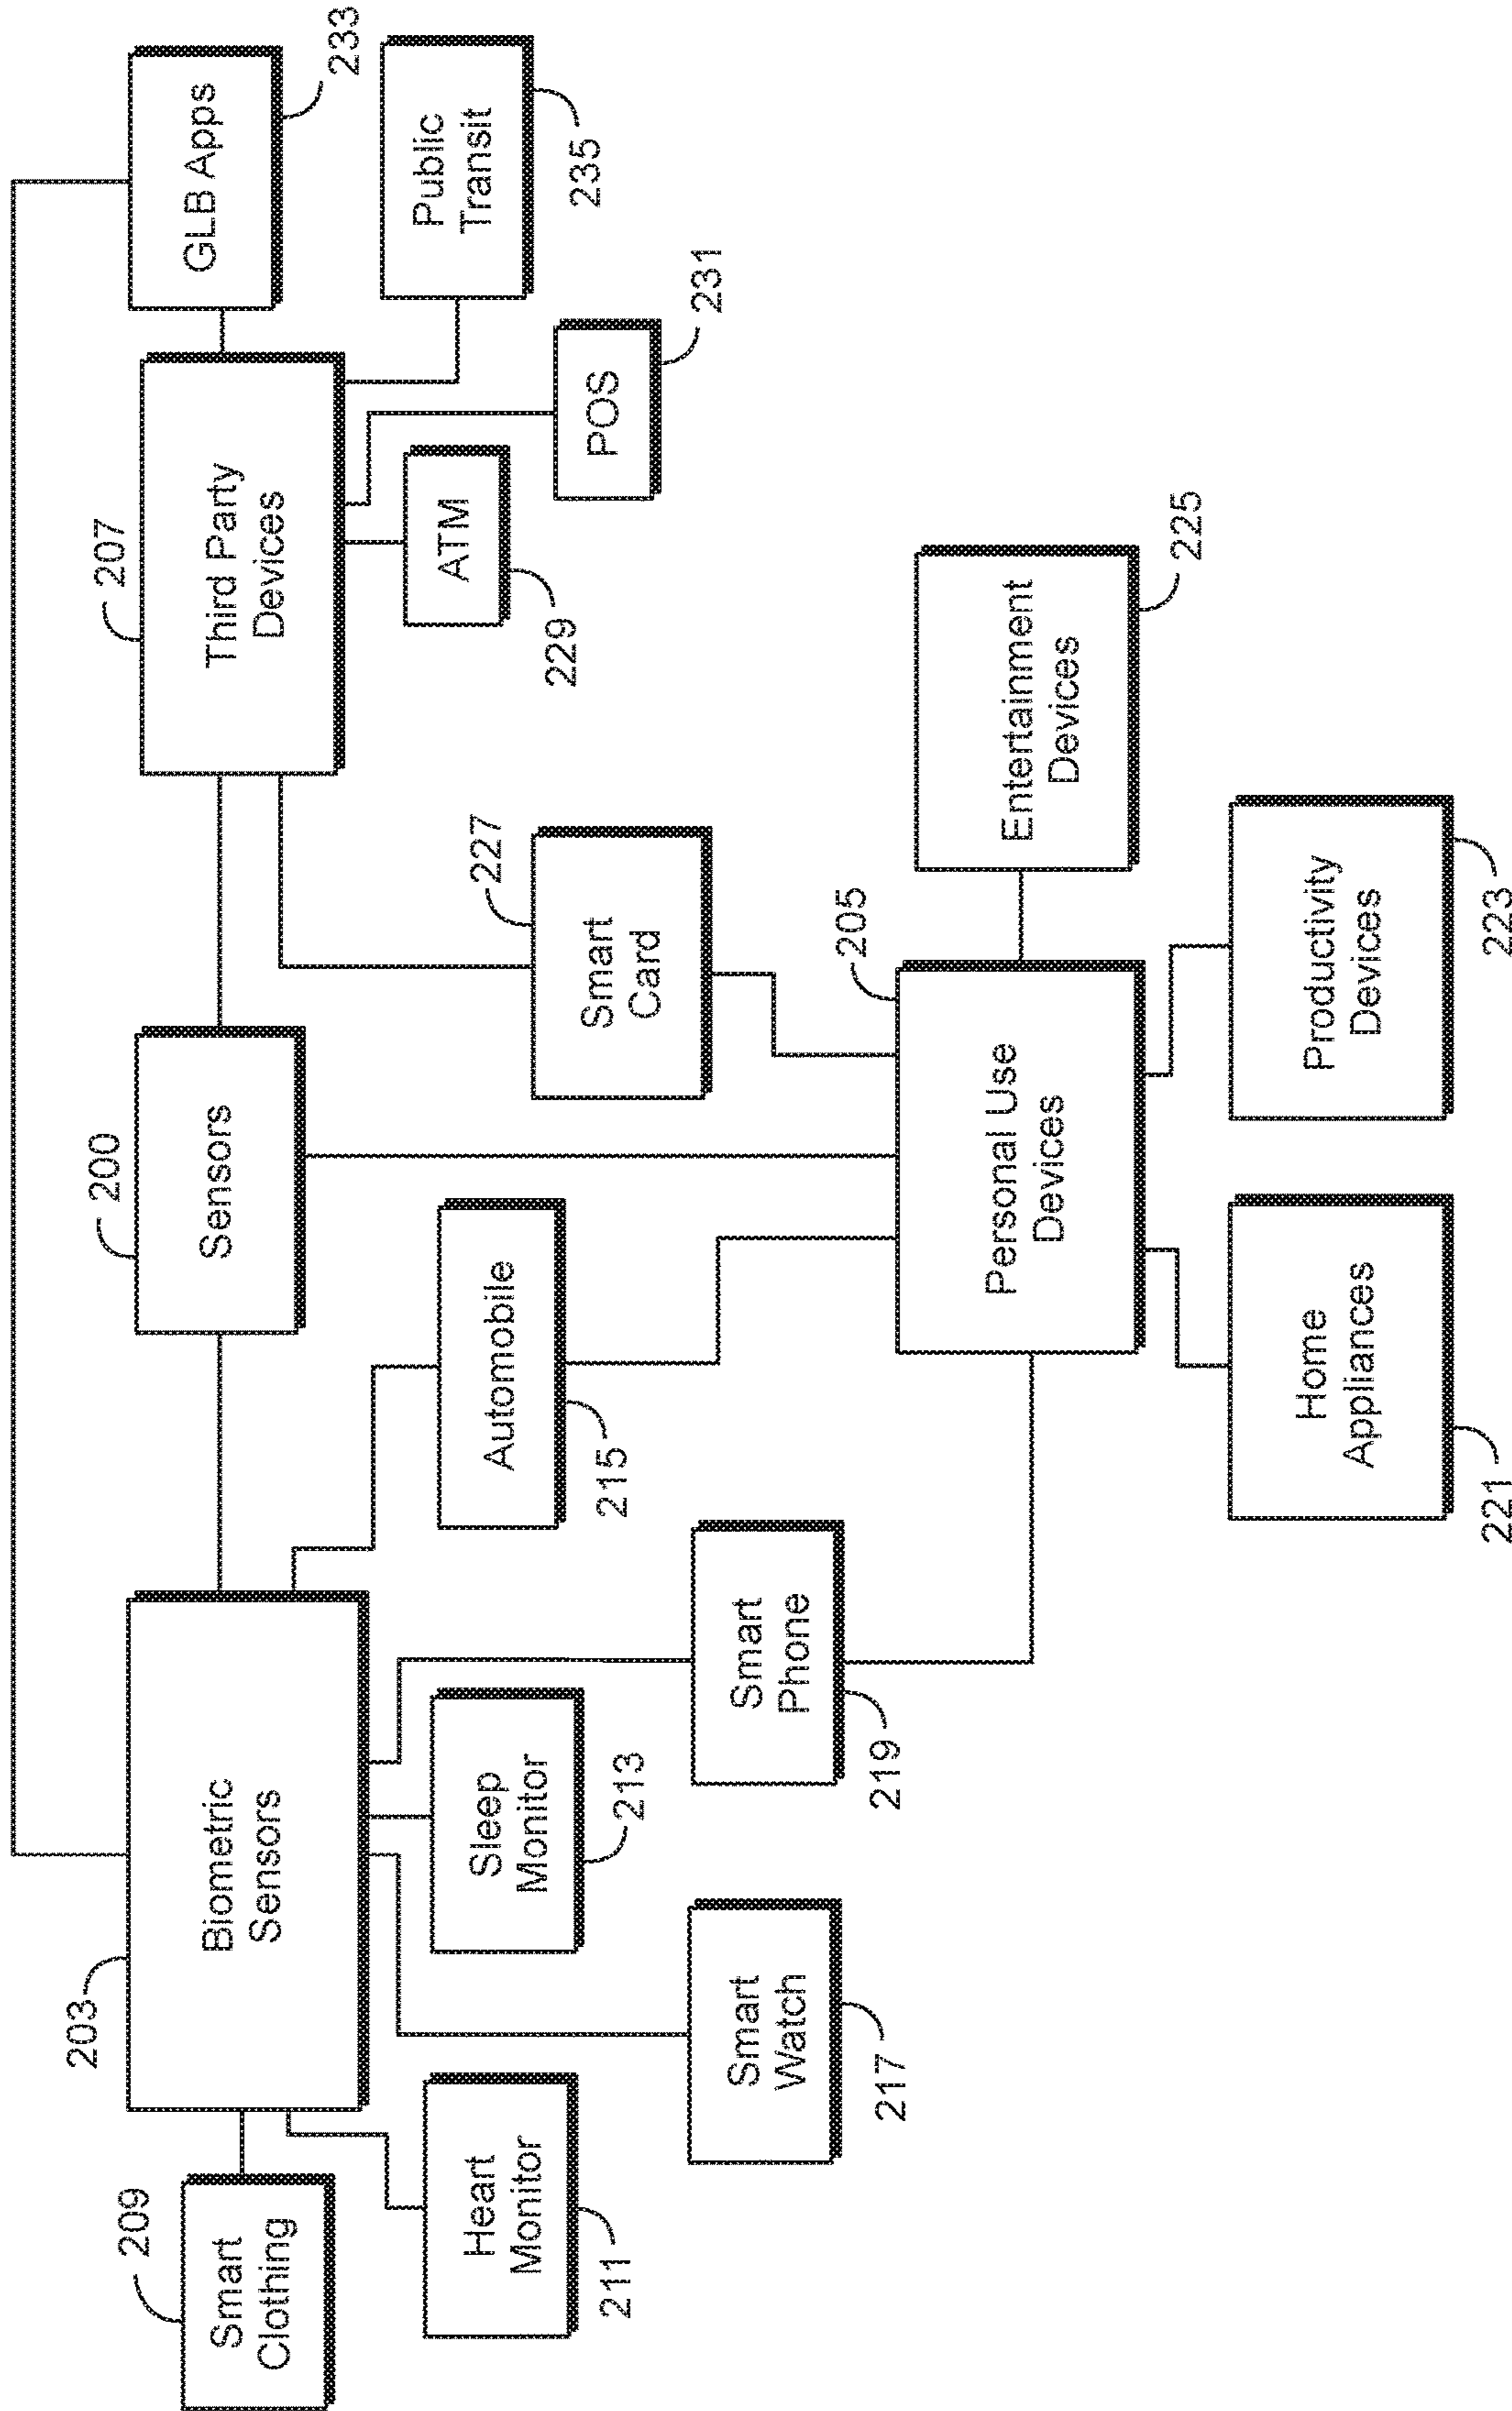 203
Biometric
Sensors
200
Sensors
207
Third Party
Devices
GLB Apps
233
209
Smart
Clothing
Heart
Monitor
211
Sleep
Monitor
213
Automobile
215
Smart
Card
227
ATM
229
POS
231
Public
Transit
235
Smart
Watch
217
Smart
Phone
219
Personal Use
Devices
205
Entertainment
Devices
225
Home
Appliances
221
Productivity
Devices
223